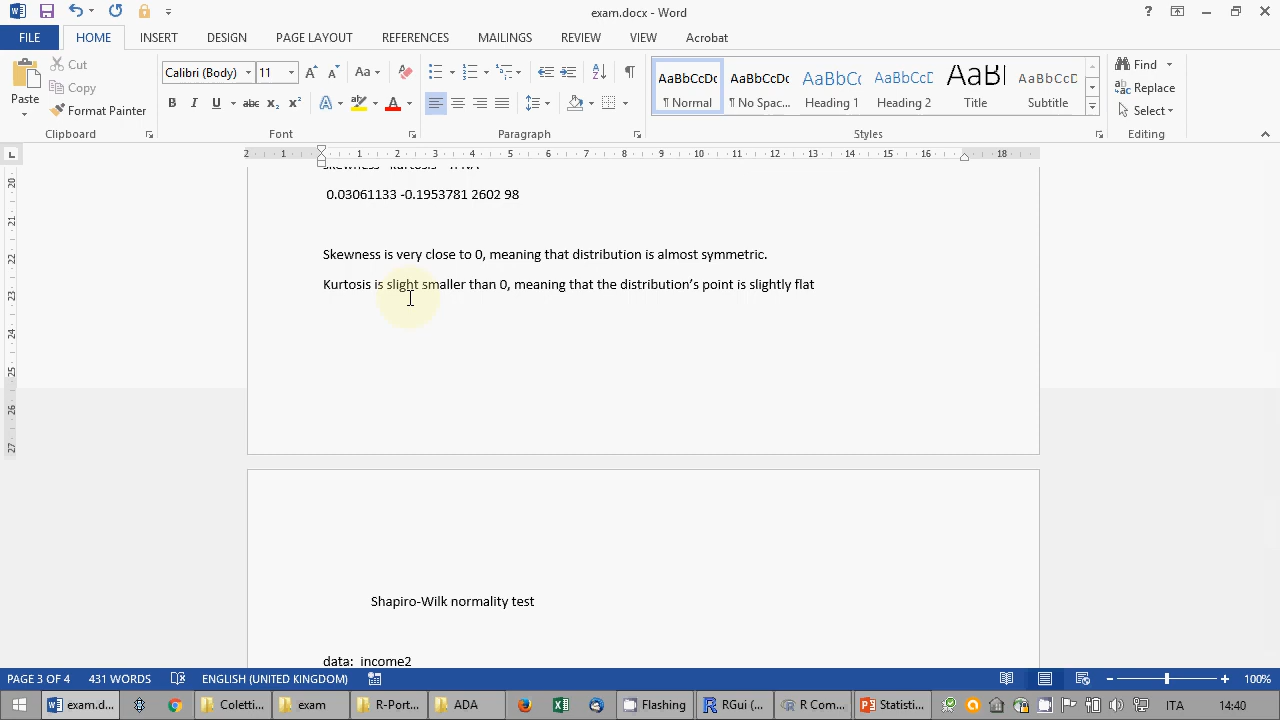 exam.docx - Word
FILE HOME INSERT DESIGN PAGE LAYOUT REFERENCES MAILINGS REVIEW VIEW Acrobat
Paste
Cut
Copy
Format Painter
Calibri (Body) 11
AaBbCcDc AaBbCcDc AaBbCc AaBbCcD AaBl AaBbCcD
¶ Normal ¶ No Spac... Heading 1 Heading 2 Title Subtitle
Find
Replace
Select
Clipboard Font Paragraph Styles Editing
0.03061133 -0.1953781 2602 98
Skewness is very close to 0, meaning that distribution is almost symmetric.
Kurtosis is slight smaller than 0, meaning that the distribution’s point is slightly flat
Shapiro-Wilk normality test
data: income2
PAGE 3 OF 4 431 WORDS ENGLISH (UNITED KINGDOM) 100%
exam.d... Coletti... exam R-Port... ADA Flashing RGui (... R Com... Statisti... ITA 14:40